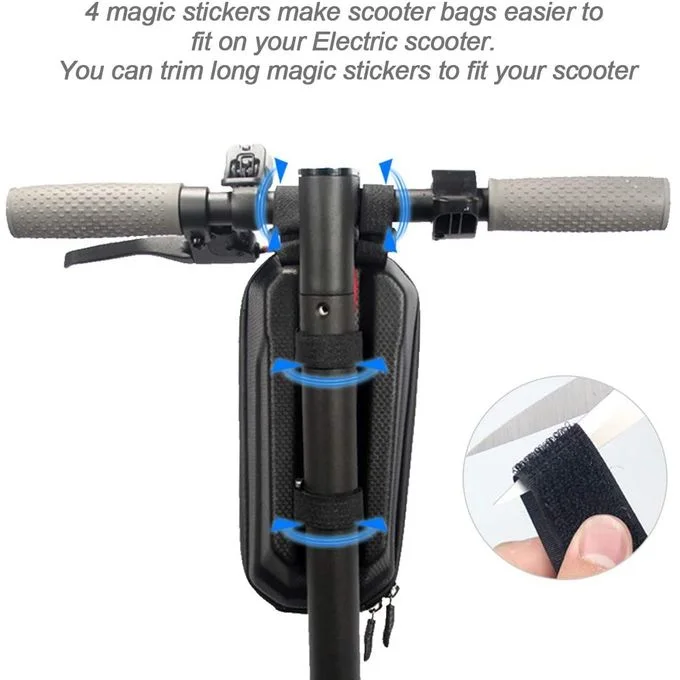 4 magic stickers make scooter bags easier to
fit on your Electric scooter.
You can trim long magic stickers to fit your scooter